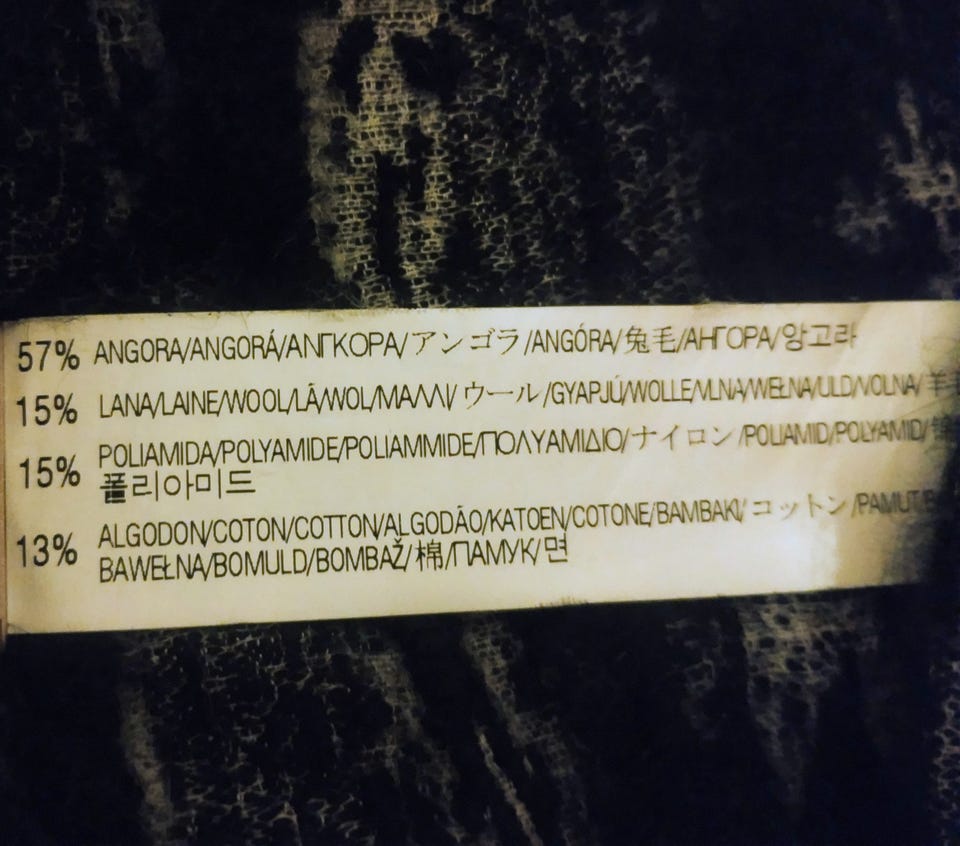 57% ANGORA/ANGORÁ/ΑΝΓΚΟΡΑ/アンゴラ/ANGÓRA/兔毛/АНГОРА/앙고라
15% LANA/LAINE/WOOL/LÃ/WOL/ΜΑΛΛΙ/ウール/GYAPJÚ/WOLLE/VLNA/WEŁNA/ULD/VOLNA/羊
15% POLIAMIDA/POLYAMIDE/POLIAMMIDE/ΠΟΛΥΑΜΙΔΙΟ/ナイロン/POLIAMID/POLYAMID/
폴리아미드
13% ALGODON/COTON/COTTON/ALGODÃO/KATOEN/COTONE/BAMBAKI/コットン/PAMUT/
BAWEŁNA/BOMULD/BOMBAŽ/棉/ПАМУК/면